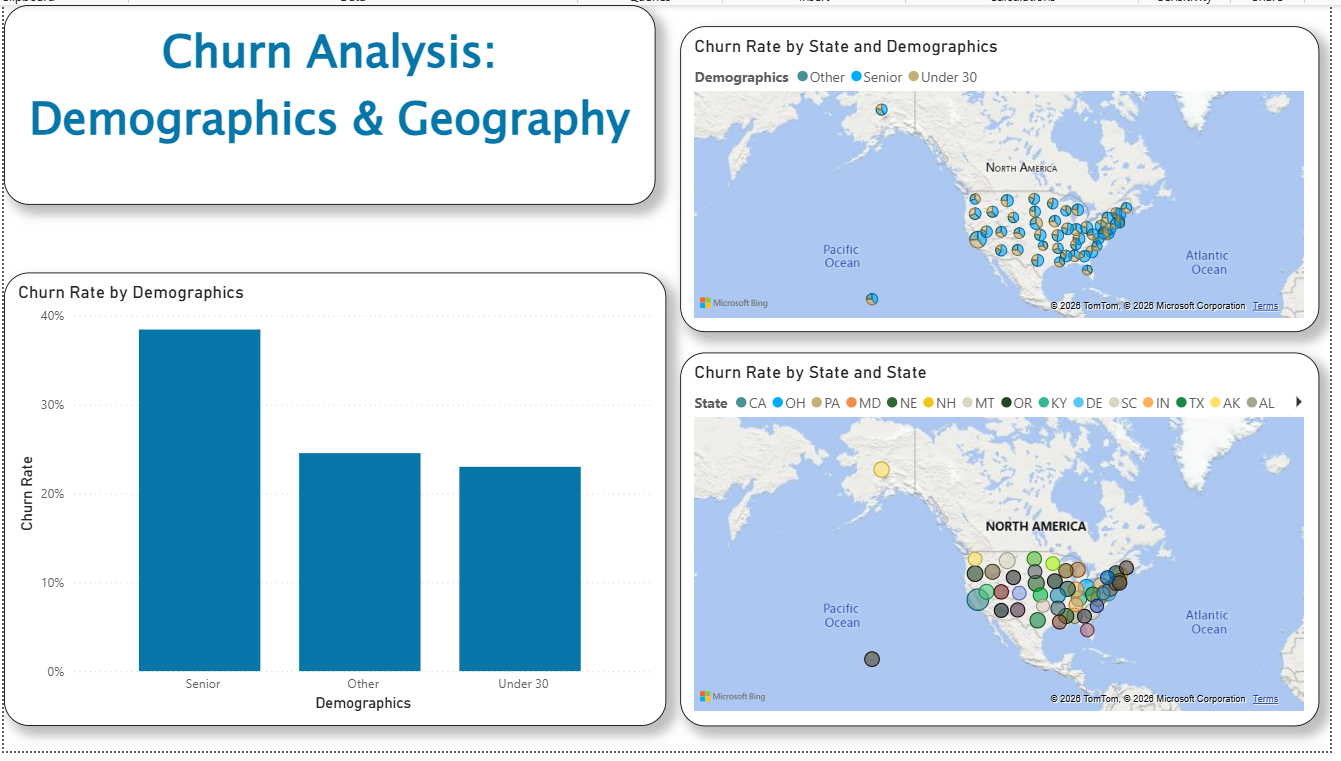 Churn Analysis:
Demographics & Geography
Churn Rate by Demographics
40%
30%
20%
10%
0%
Churn Rate
Senior Other Under 30
Demographics
Churn Rate by State and Demographics
Demographics Other Senior Under 30
North America
Pacific
Ocean
Atlantic
Ocean
Microsoft Bing
© 2026 TomTom, © 2026 Microsoft Corporation Terms
Churn Rate by State and State
State CA OH PA MD NE NH MT OR KY DE SC IN TX AK AL
NORTH AMERICA
Pacific
Ocean
Atlantic
Ocean
Microsoft Bing
© 2026 TomTom, © 2026 Microsoft Corporation Terms